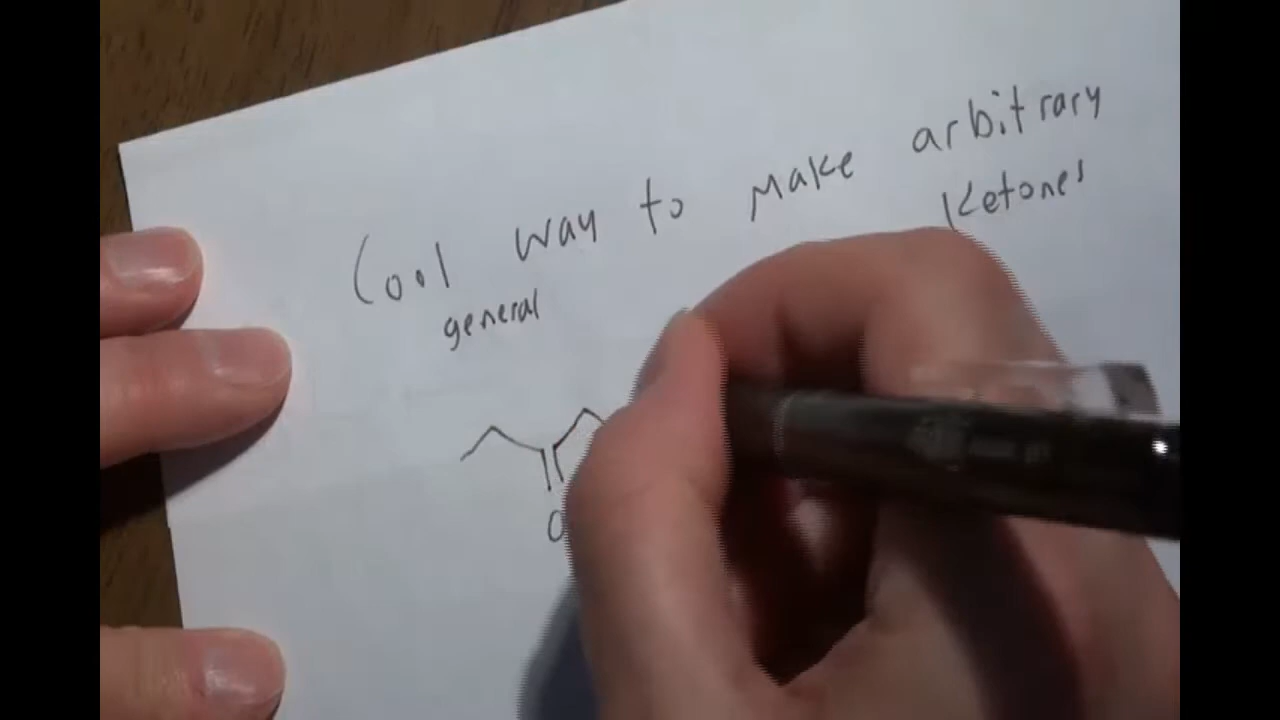 Cool way to make arbitrary
ketones
general
O